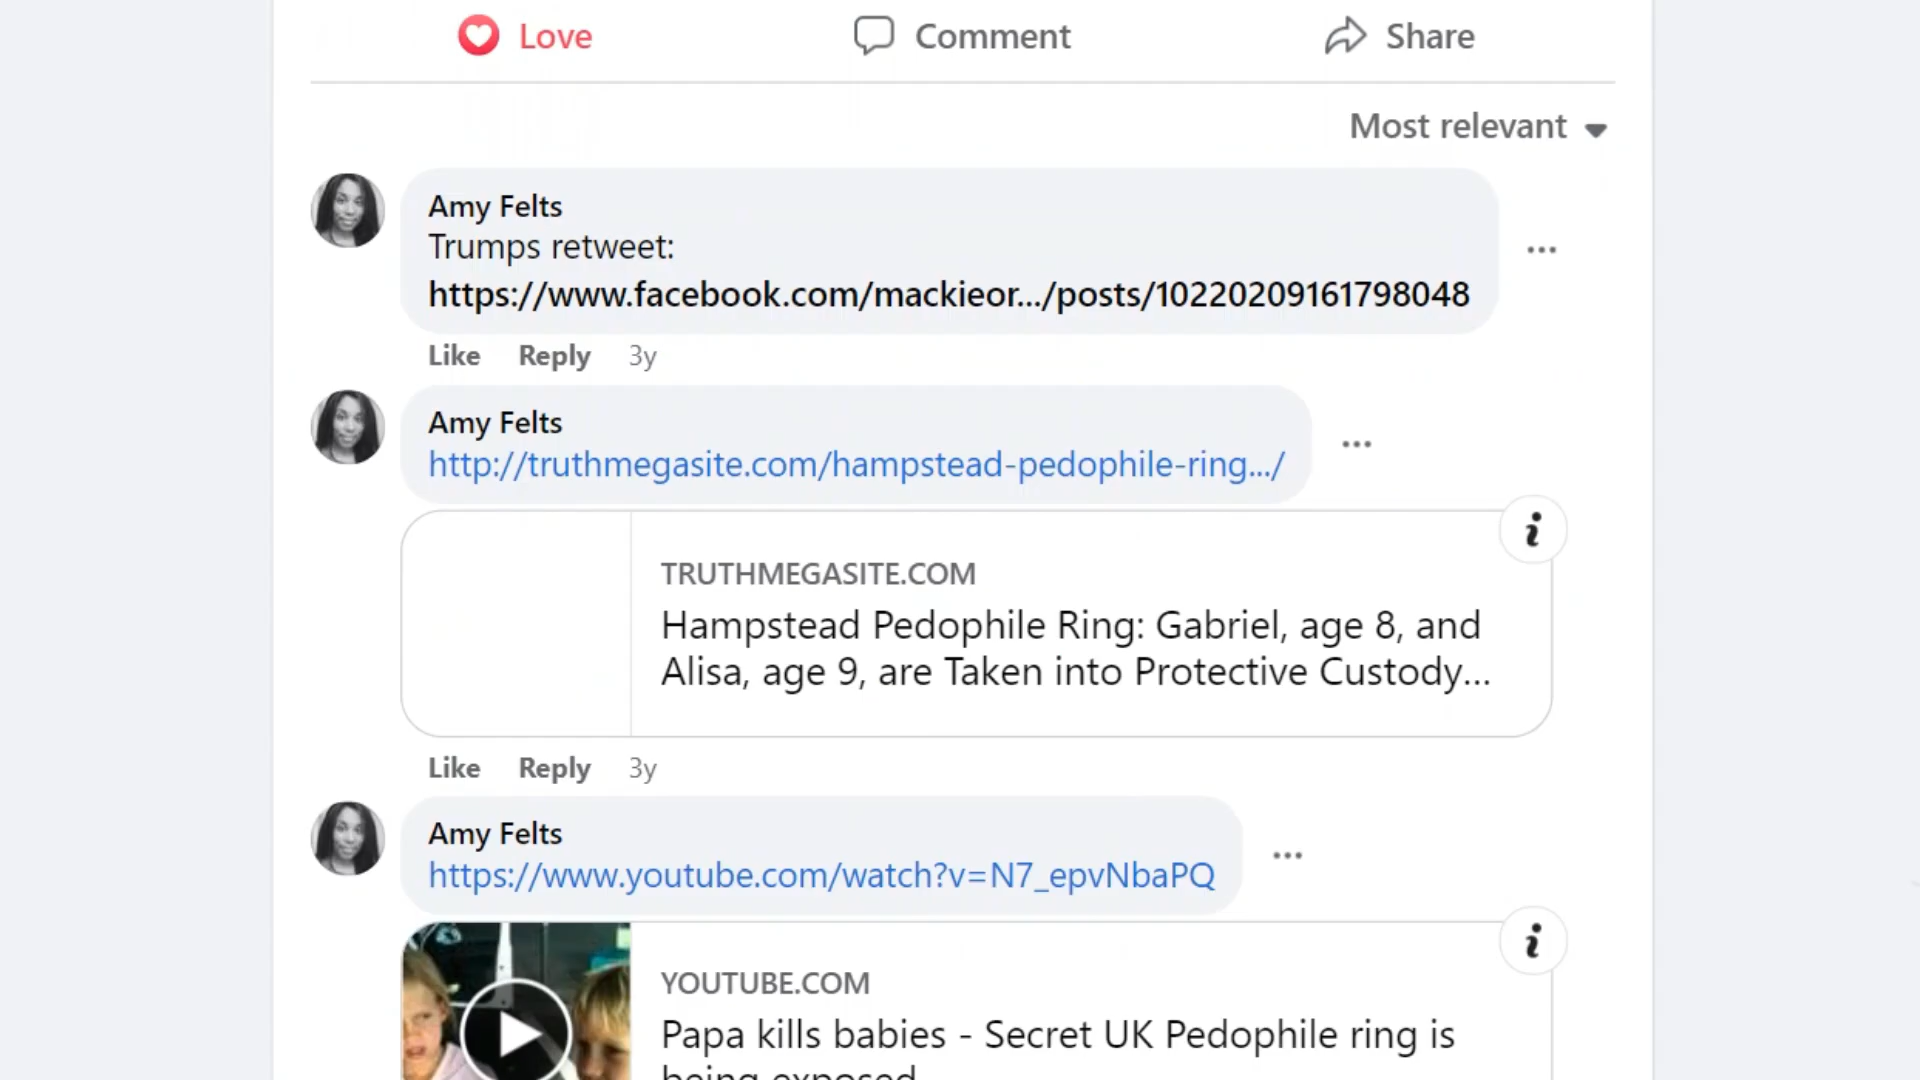 Love Comment Share
Most relevant
Amy Felts
Trumps retweet:
https://www.facebook.com/mackieor.../posts/10220209161798048
Like Reply 3y
Amy Felts
http://truthmegasite.com/hampstead-pedophile-ring.../
TRUTHMEGASITE.COM
Hampstead Pedophile Ring: Gabriel, age 8, and
Alisa, age 9, are Taken into Protective Custody...
Like Reply 3y
Amy Felts
https://www.youtube.com/watch?v=N7_epvNbaPQ
YOUTUBE.COM
Papa kills babies - Secret UK Pedophile ring is
being exposed